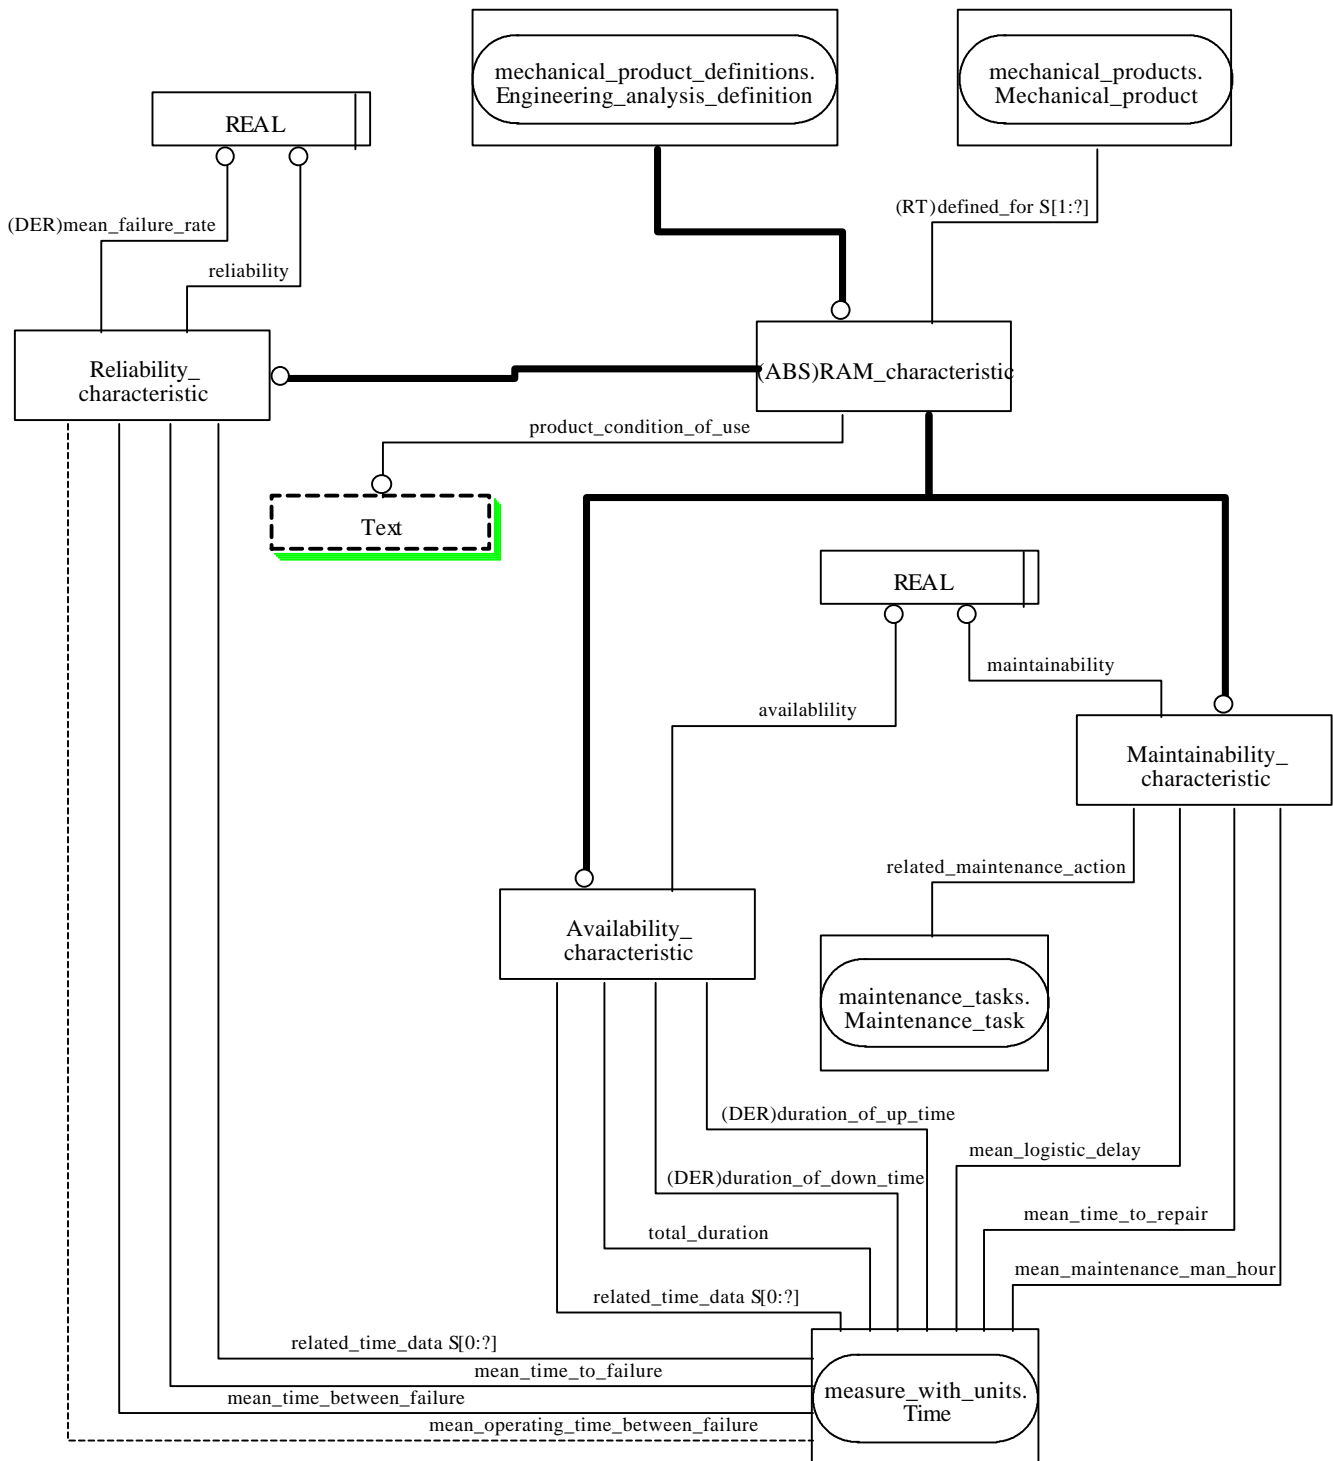 mechanical_product_definitions.
Engineering_analysis_definition
mechanical_products.
Mechanical_product
REAL
(DER)mean_failure_rate
(RT)defined_for S[1:?]
reliability
Reliability_
characteristic
(ABS)RAM_characteristic
product_condition_of_use
Text
REAL
maintainability
availablility
Maintainability_
characteristic
related_maintenance_action
Availability_
characteristic
maintenance_tasks.
Maintenance_task
(DER)duration_of_up_time
mean_logistic_delay
(DER)duration_of_down_time
mean_time_to_repair
total_duration
mean_maintenance_man_hour
related_time_data S[0:?]
related_time_data S[0:?]
mean_time_to_failure
mean_time_between_failure
mean_operating_time_between_failure
measure_with_units.
Time